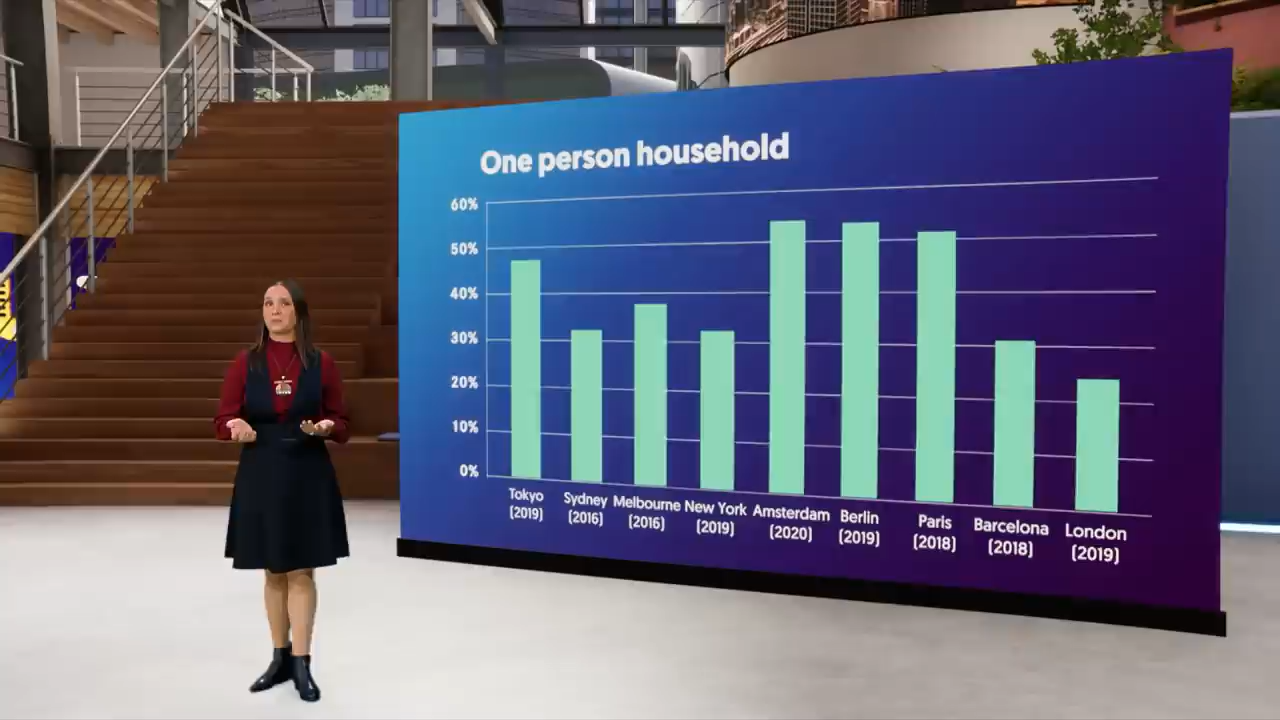 One person household
60%
50%
40%
30%
20%
10%
0%
Tokyo
(2019)
Sydney
(2016)
Melbourne
(2016)
New York
(2019)
Amsterdam
(2020)
Berlin
(2019)
Paris
(2018)
Barcelona
(2018)
London
(2019)